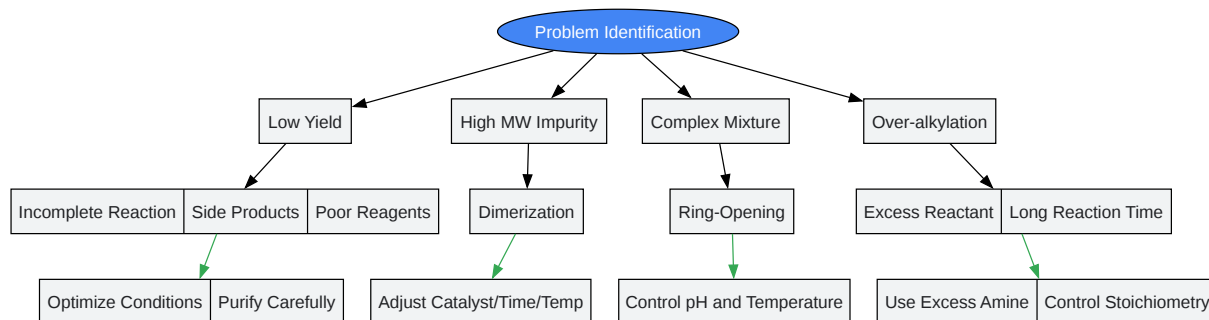 Problem Identification
Low Yield
High MW Impurity
Complex Mixture
Over-alkylation
Incomplete Reaction
Side Products
Poor Reagents
Dimerization
Ring-Opening
Excess Reactant
Long Reaction Time
Optimize Conditions
Purify Carefully
Adjust Catalyst/Time/Temp
Control pH and Temperature
Use Excess Amine
Control Stoichiometry